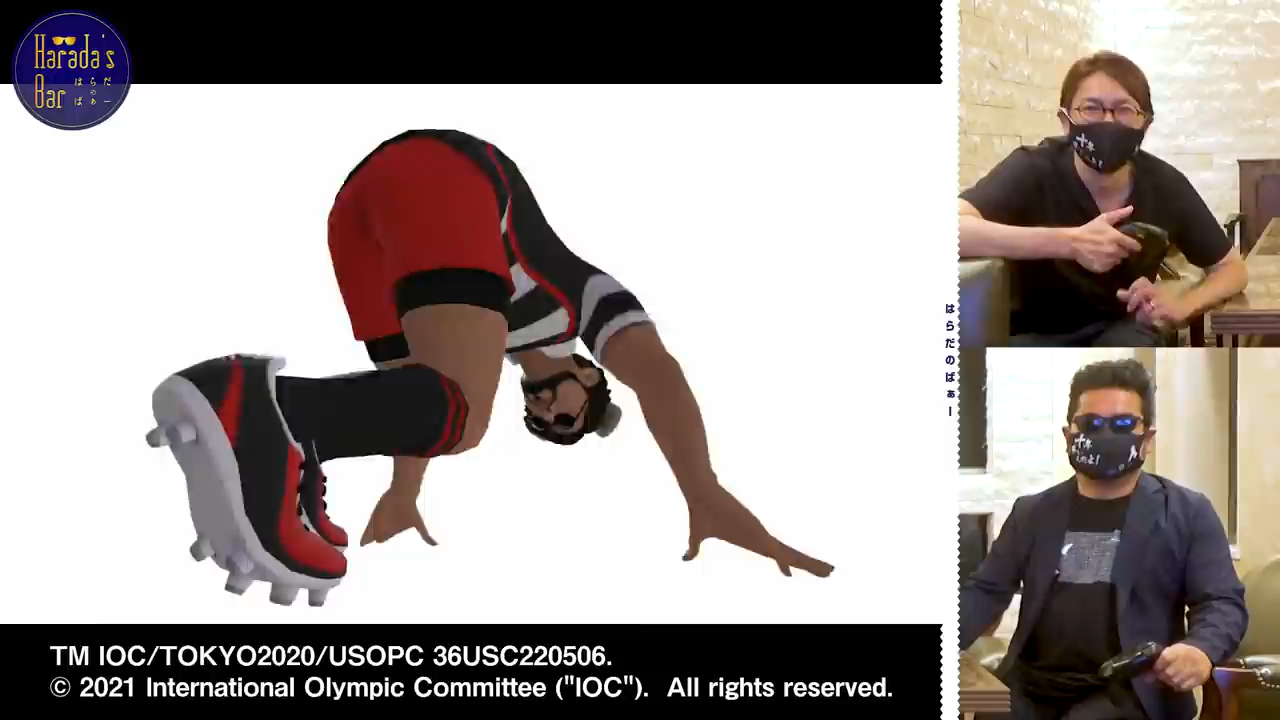 Harada's
Bar
はらだ
の
ばぁー
はらだのばぁー
TM IOC/TOKYO2020/USOPC 36USC220506.
© 2021 International Olympic Committee ("IOC"). All rights reserved.